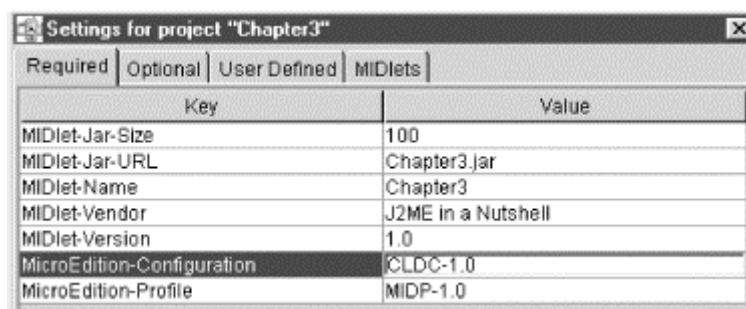 Settings for project "Chapter3"
Required Optional User Defined MIDlets
Key Value
MIDlet-Jar-Size 100
MIDlet-Jar-URL Chapter3.jar
MIDlet-Name Chapter3
MIDlet-Vendor J2ME in a Nutshell
MIDlet-Version 1.0
MicroEdition-Configuration CLDC-1.0
MicroEdition-Profile MIDP-1.0